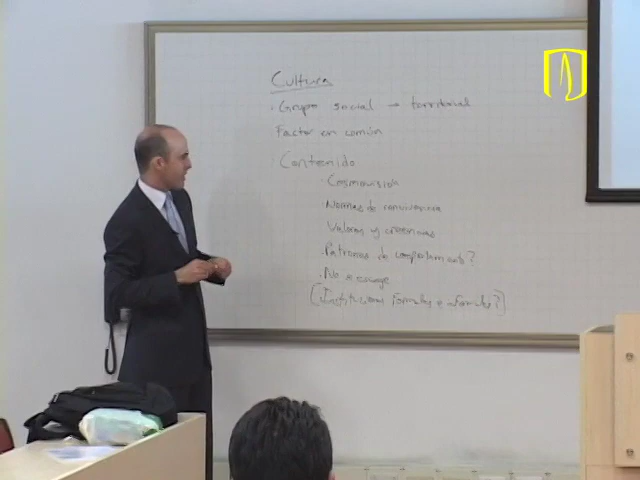 Cultura
· Grupo social → territorial
Factor en común
· Contenido
· Cosmovisión
· Normas de convivencia
Valores y creencias
· Patrones de comportamiento?
· No se escoge
[Instituciones formales e informales?]